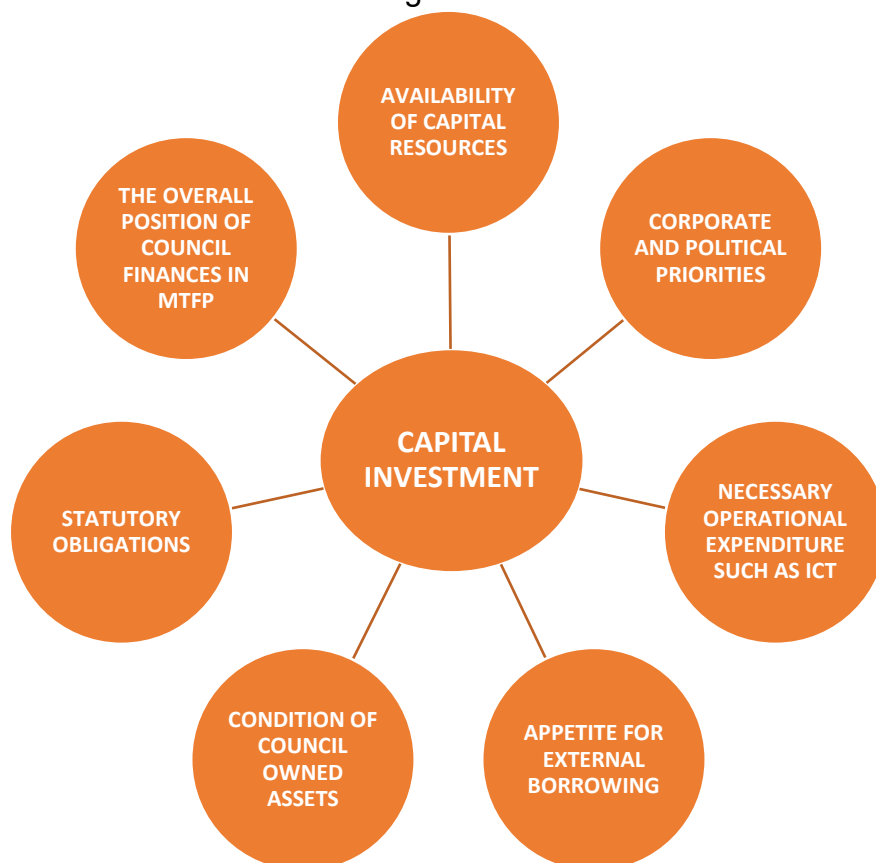 AVAILABILITY
OF CAPITAL
RESOURCES
THE OVERALL
POSITION OF
COUNCIL
FINANCES IN
MTFP
CORPORATE
AND POLITICAL
PRIORITIES
CAPITAL
INVESTMENT
STATUTORY
OBLIGATIONS
NECESSARY
OPERATIONAL
EXPENDITURE
SUCH AS ICT
CONDITION OF
COUNCIL
OWNED
ASSETS
APPETITE FOR
EXTERNAL
BORROWING